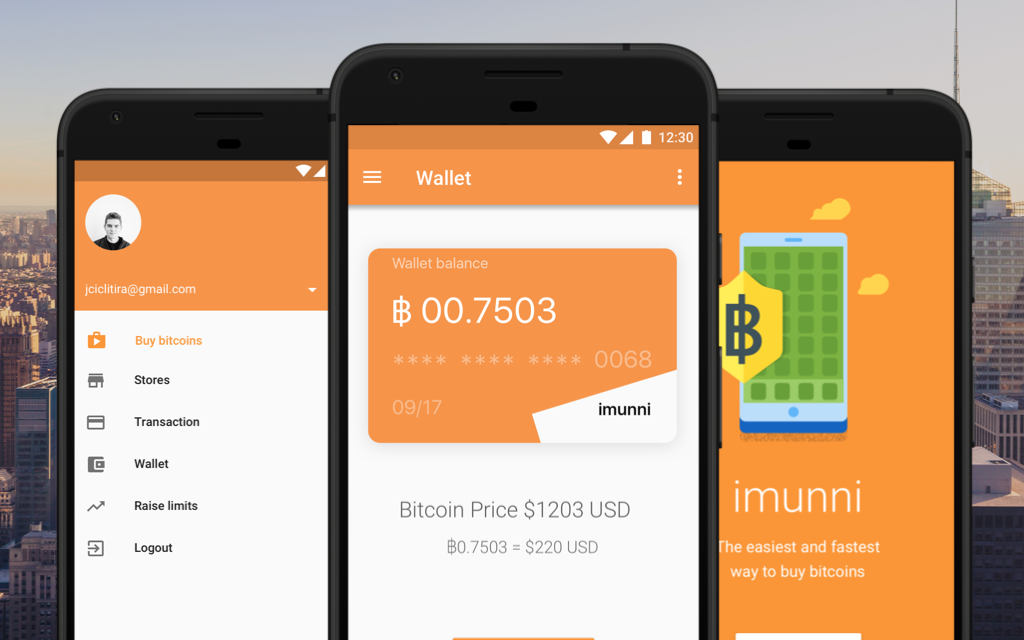 jciclitira@gmail.com
Buy bitcoins
Stores
Transaction
Wallet
Raise limits
Logout
12:30
Wallet
Wallet balance
฿ 00.7503
**** **** **** 0068
09/17
imunni
Bitcoin Price $1203 USD
฿0.7503 = $220 USD
imunni
The easiest and fastest
way to buy bitcoins